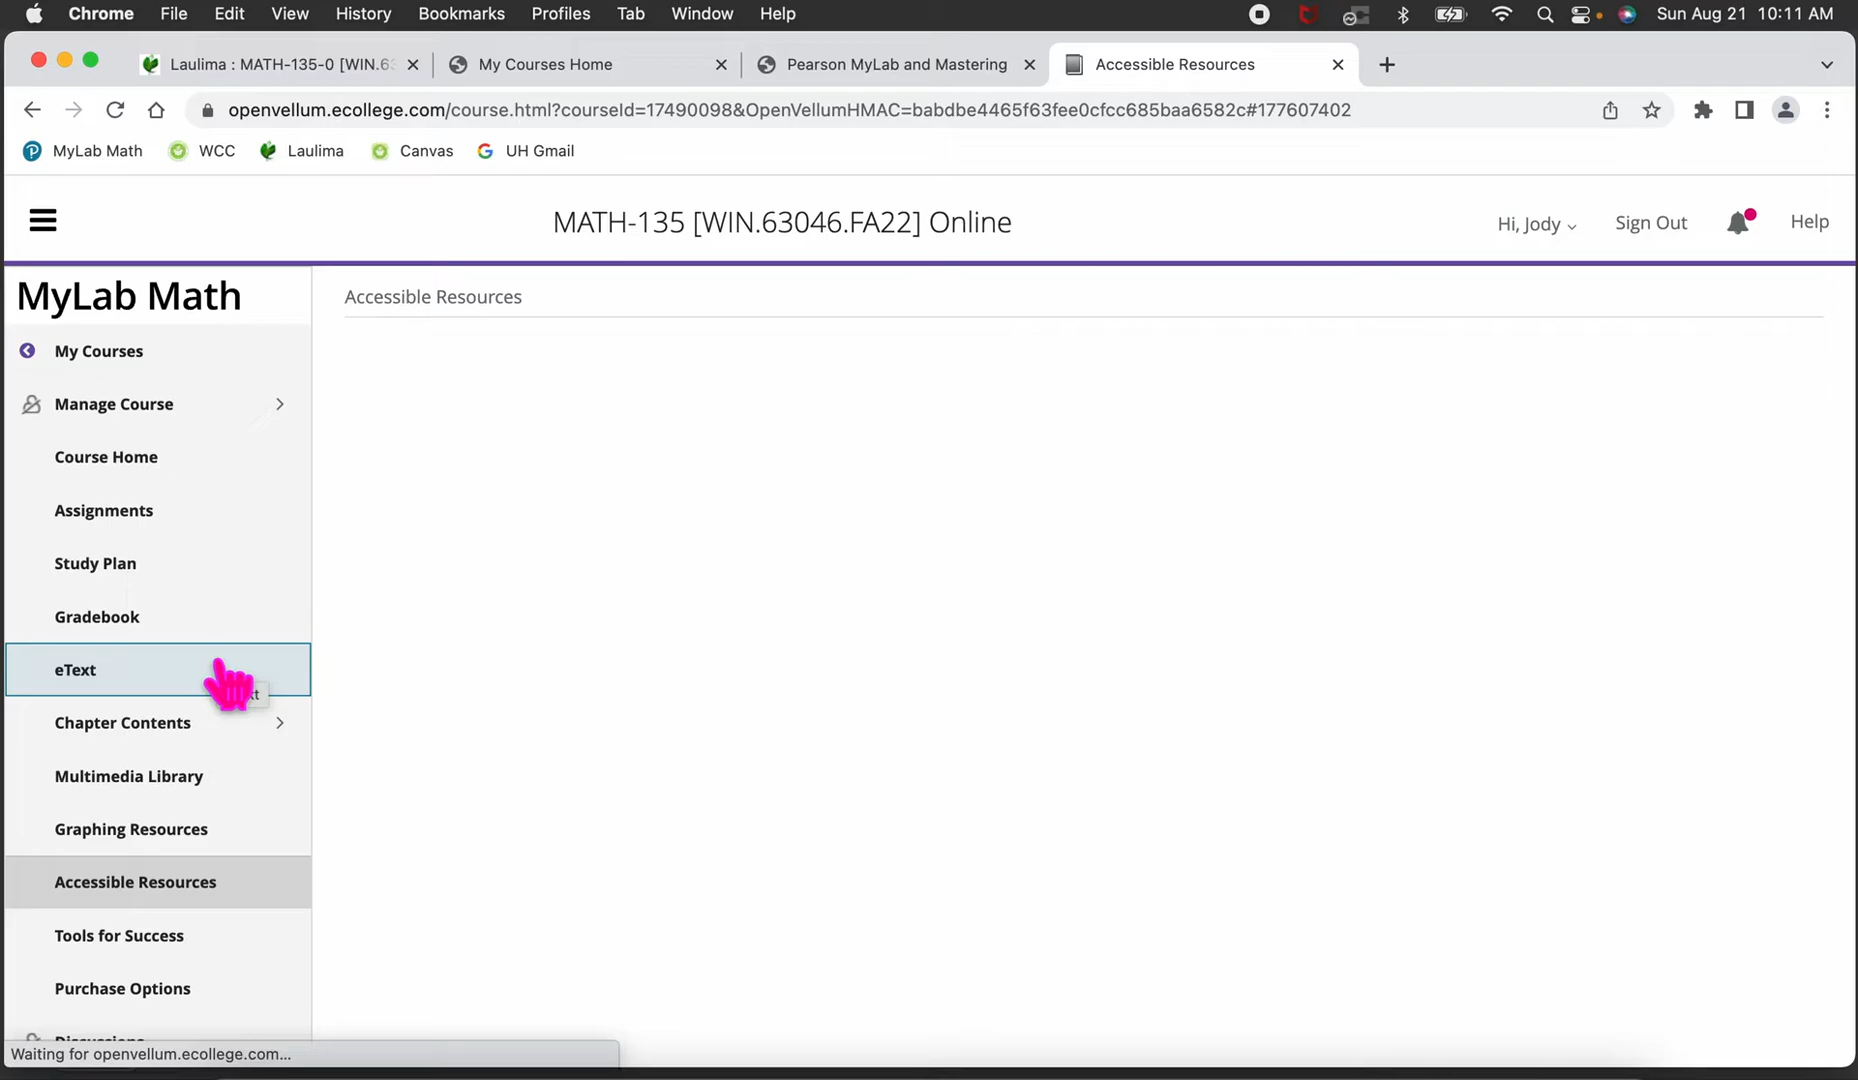 Chrome File Edit View History Bookmarks Profiles Tab Window Help Sun Aug 21 10:11 AM
Laulima : MATH-135-0 [WIN.63 My Courses Home Pearson MyLab and Mastering Accessible Resources
openvellum.ecollege.com/course.html?courseId=17490098&OpenVellumHMAC=babdbe4465f63fee0cfcc685baa6582c#177607402
MyLab Math WCC Laulima Canvas UH Gmail
MATH-135 [WIN.63046.FA22] Online
Hi, Jody Sign Out Help
MyLab Math
Accessible Resources
My Courses
Manage Course
Course Home
Assignments
Study Plan
Gradebook
eText
Chapter Contents
Multimedia Library
Graphing Resources
Accessible Resources
Tools for Success
Purchase Options
Waiting for openvellum.ecollege.com...